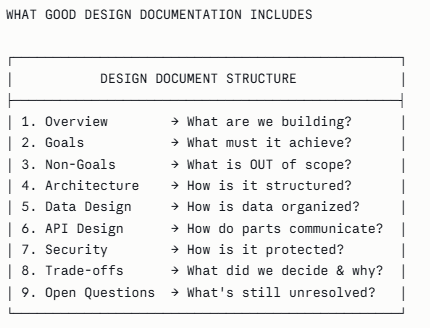 WHAT GOOD DESIGN DOCUMENTATION INCLUDES
DESIGN DOCUMENT STRUCTURE
1. Overview → What are we building?
2. Goals → What must it achieve?
3. Non-Goals → What is OUT of scope?
4. Architecture → How is it structured?
5. Data Design → How is data organized?
6. API Design → How do parts communicate?
7. Security → How is it protected?
8. Trade-offs → What did we decide & why?
9. Open Questions → What's still unresolved?